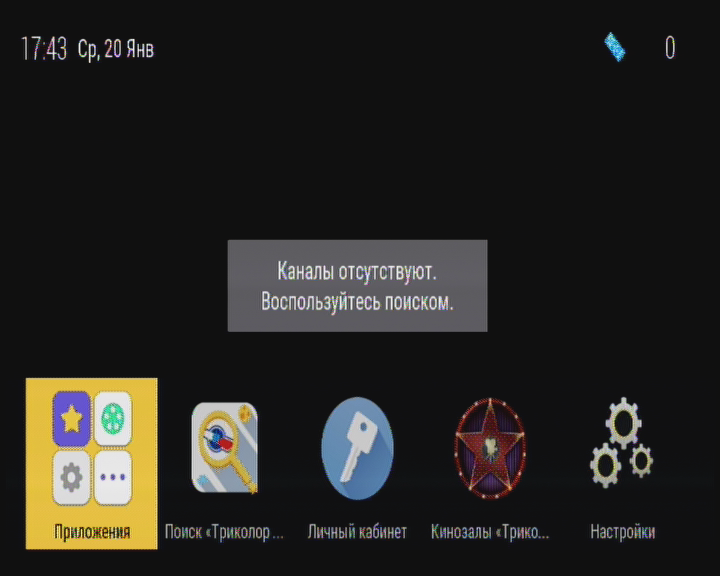 17:43 Ср, 20 Янв 0
Каналы отсутствуют.
Воспользуйтесь поиском.
Приложения Поиск «Триколор ... Личный кабинет Кинозалы «Трико... Настройки